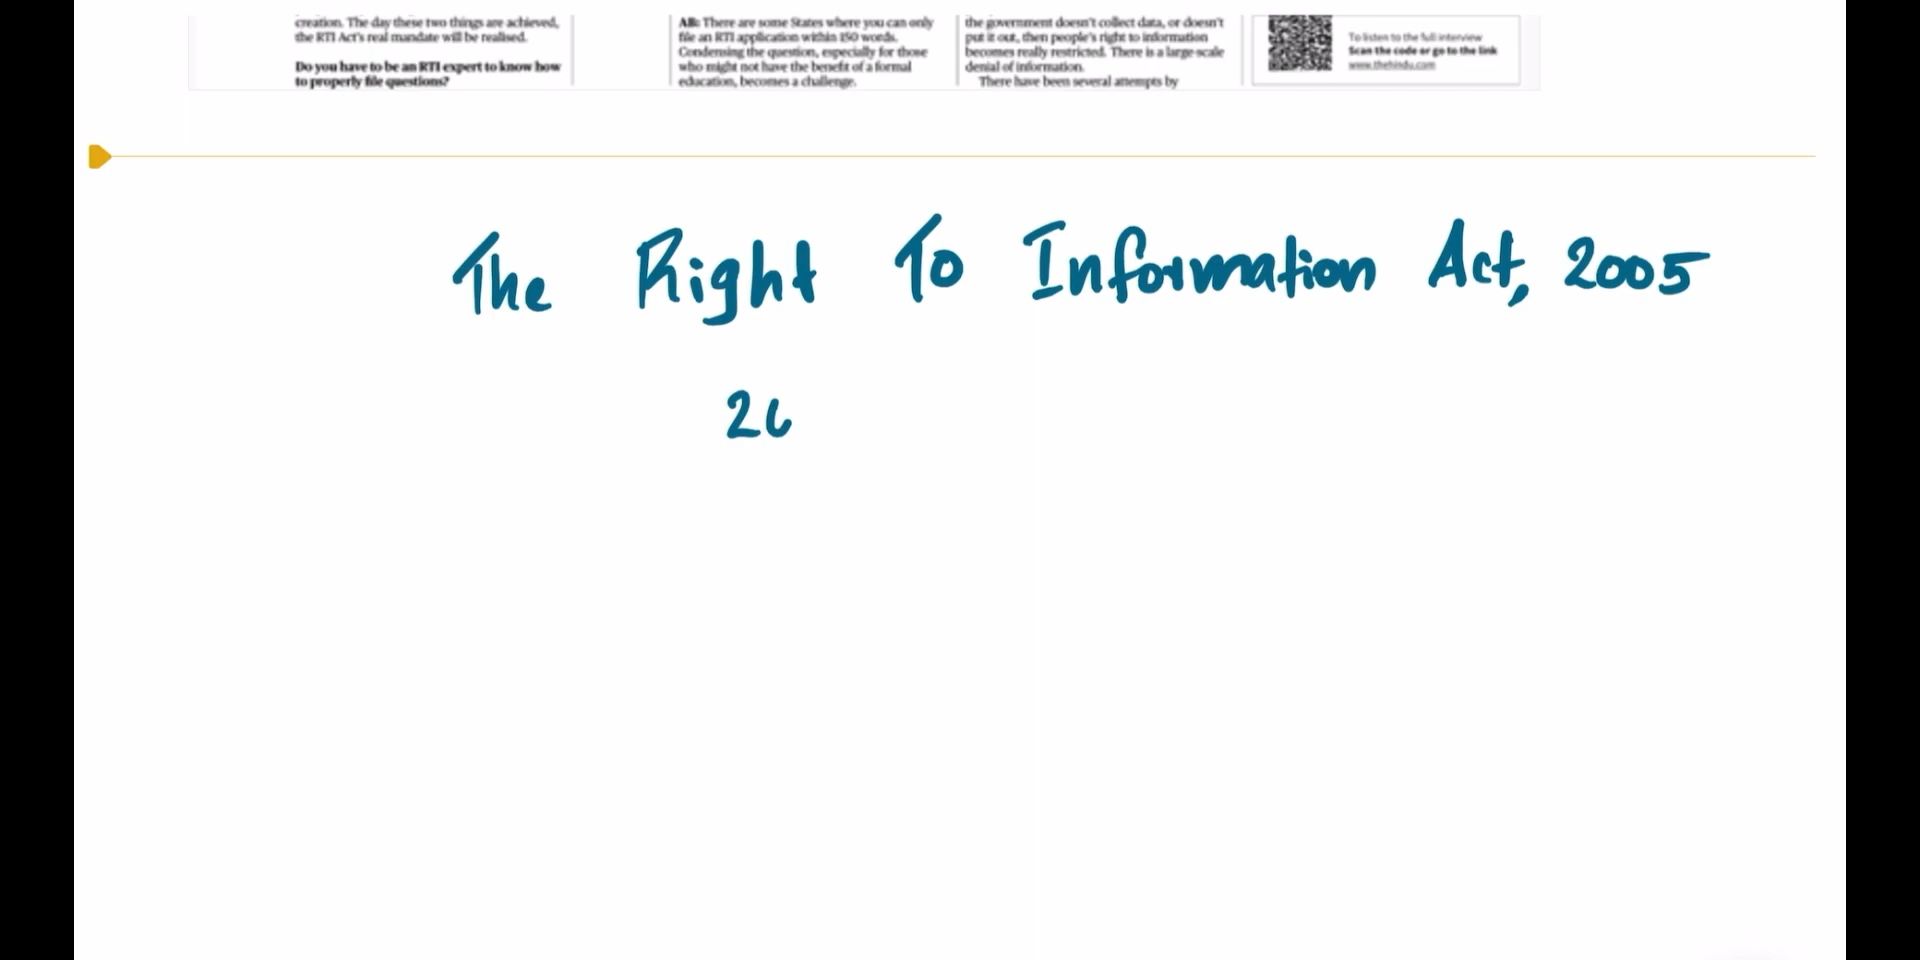 creation. The day these two things are achieved,
the RTI Act's real mandate will be realised.
Do you have to be an RTI expert to know how
to properly file questions?
AB: There are some States where you can only
file an RTI application within 150 words.
Condensing the question, especially for those
who might not have the benefit of a formal
education, becomes a challenge.
the government doesn't collect data, or doesn't
put it out, then people's right to information
becomes really restricted. There is a large-scale
denial of information.
There have been several attempts by
To listen to the full interview
Scan the code or go to the link
www.thehindu.com
The Right To Information Act, 2005
20